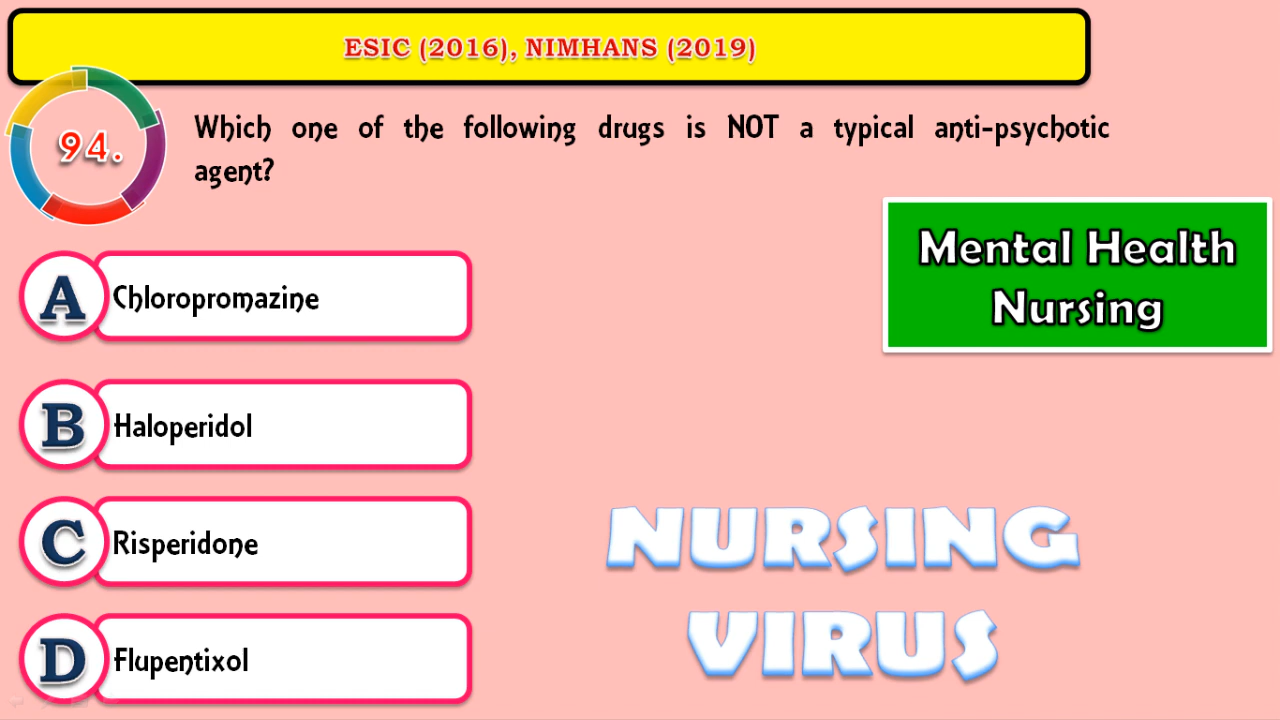 ESIC (2016), NIMHANS (2019)
94.
Which one of the following drugs is NOT a typical anti-psychotic
agent?
Mental Health
Nursing
A
Chloropromazine
B
Haloperidol
C
Risperidone
D
Flupentixol
NURSING
VIRUS